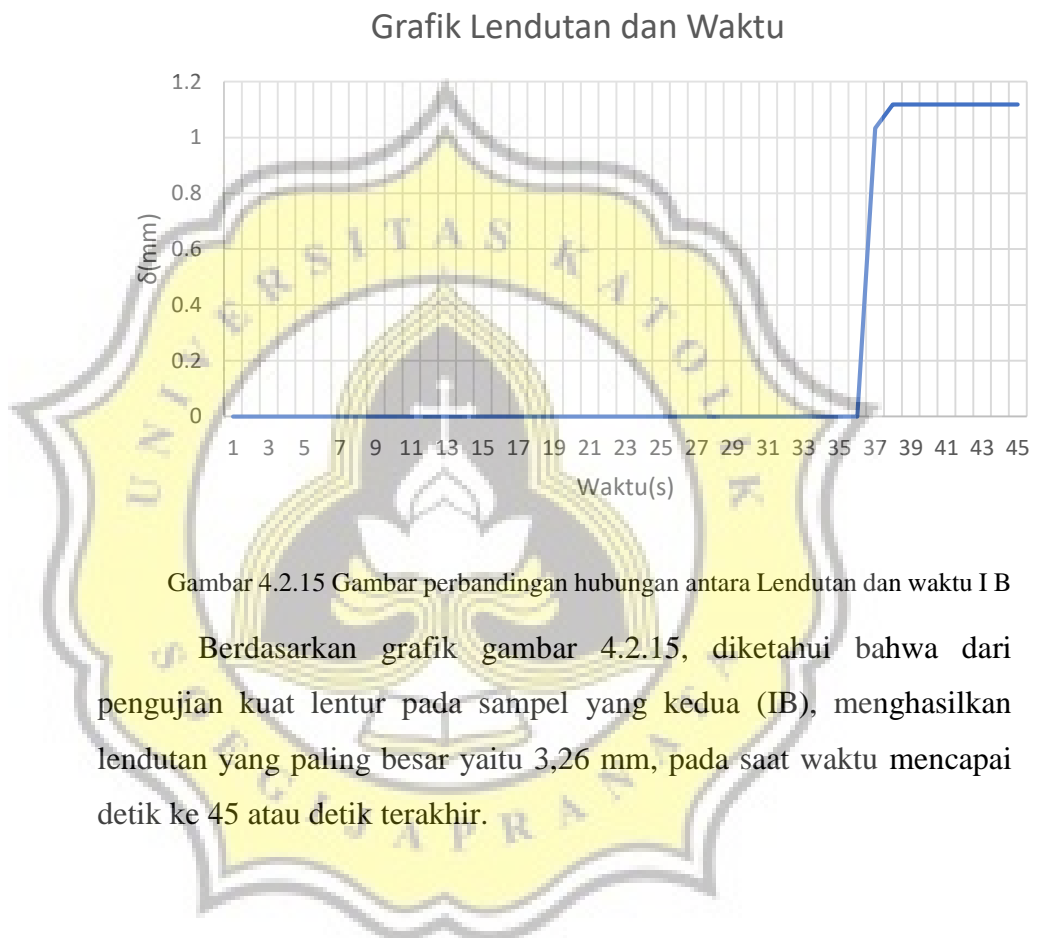 Grafik Lendutan dan Waktu
1.2
1
0.8
0.6
0.4
0.2
0
δ(mm)
1 3 5 7 9 11 13 15 17 19 21 23 25 27 29 31 33 35 37 39 41 43 45
Waktu(s)
UNIVERSITAS KATOLIK
SOEGIJAPRANATA
Gambar 4.2.15 Gambar perbandingan hubungan antara Lendutan dan waktu I B
Berdasarkan grafik gambar 4.2.15, diketahui bahwa dari
pengujian kuat lentur pada sampel yang kedua (IB), menghasilkan
lendutan yang paling besar yaitu 3,26 mm, pada saat waktu mencapai
detik ke 45 atau detik terakhir.